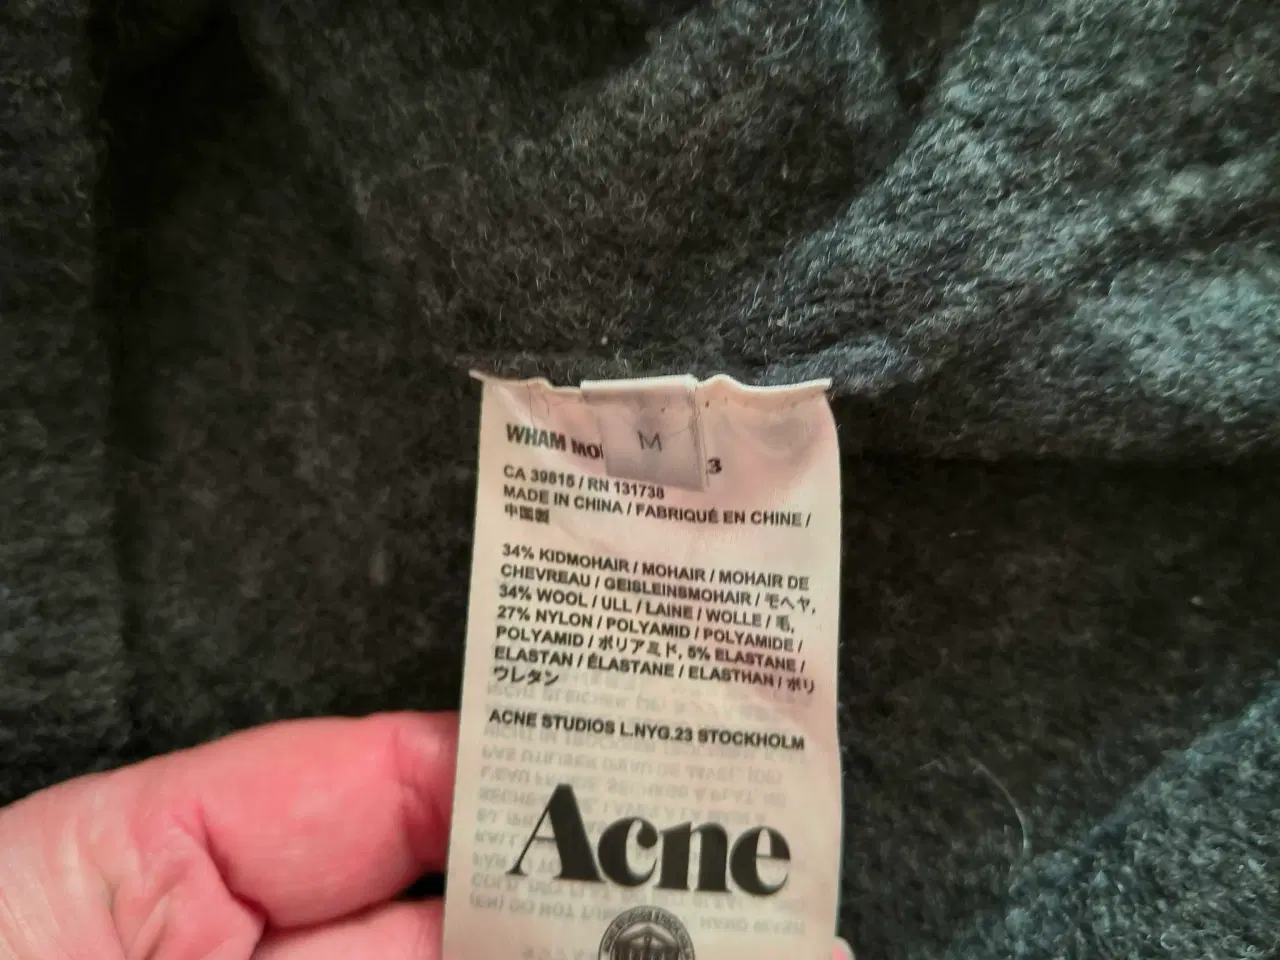 M
WHAM MO
3
CA 39815 / RN 131738
MADE IN CHINA / FABRIQUÉ EN CHINE /
中国製
34% KIDMOHAIR / MOHAIR / MOHAIR DE
CHEVREAU / GEISLEINSMOHAIR / モヘヤ,
34% WOOL / ULL / LAINE / WOLLE / 毛,
27% NYLON / POLYAMID / POLYAMIDE /
POLYAMID / ポリアミド, 5% ELASTANE /
ELASTAN / ÉLASTANE / ELASTHAN / ポリ
ウレタン
ACNE STUDIOS L.NYG.23 STOCKHOLM
Acne